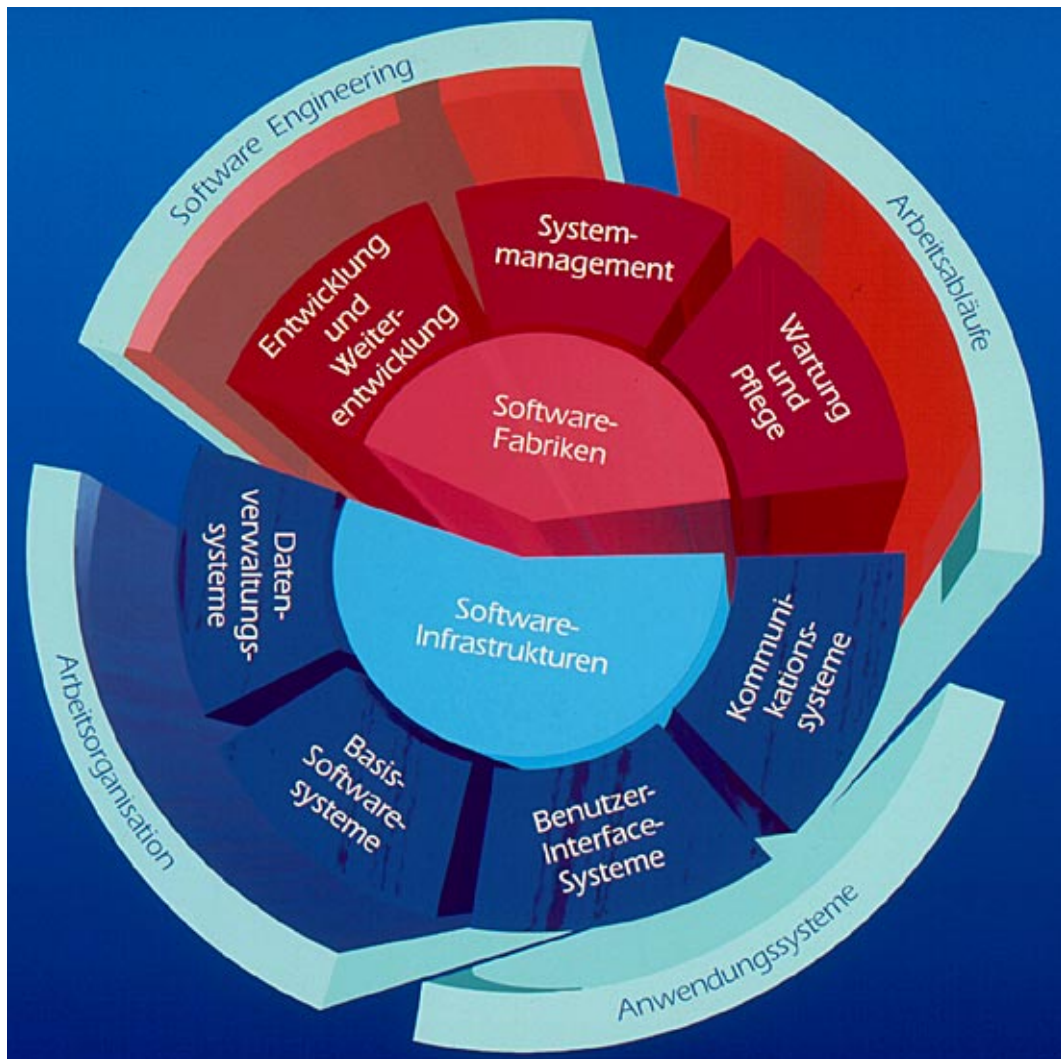 Software Engineering
Arbeitsabläufe
System-
management
Entwicklung
und
Weiter-
entwicklung
Wartung
und
Pflege
Software-
Fabriken
Daten-
verwaltungs-
systeme
Software-
Infrastrukturen
Kommuni-
kations-
systeme
Basis-
Software-
systeme
Benutzer-
Interface-
Systeme
Arbeitsorganisation
Anwendungssysteme